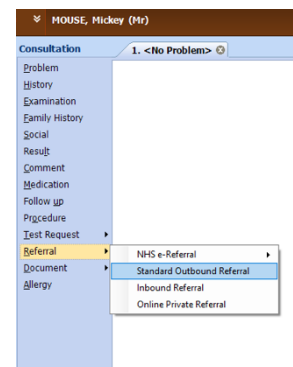 MOUSE, Mickey (Mr)
Consultation
1. <No Problem>
Problem
History
Examination
Family History
Social
Result
Comment
Medication
Follow up
Procedure
Test Request
Referral
NHS e-Referral
Document
Standard Outbound Referral
Allergy
Inbound Referral
Online Private Referral